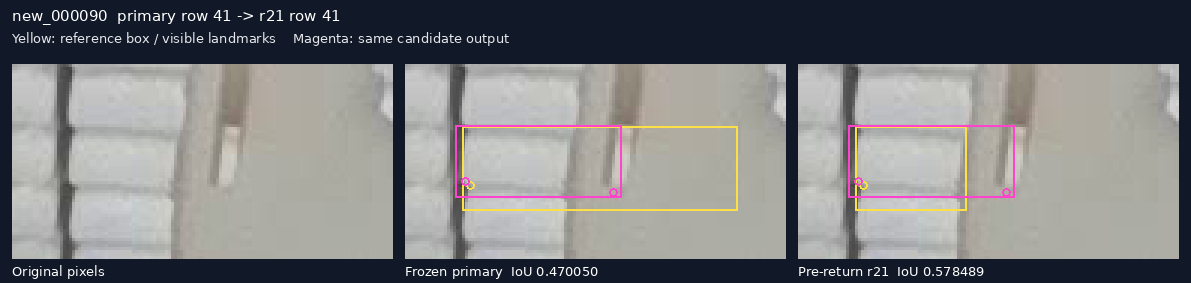 new_000090  primary row 41 -> r21 row 41
Yellow: reference box / visible landmarks    Magenta: same candidate output
Original pixels
Frozen primary  IoU 0.470050
Pre-return r21  IoU 0.578489